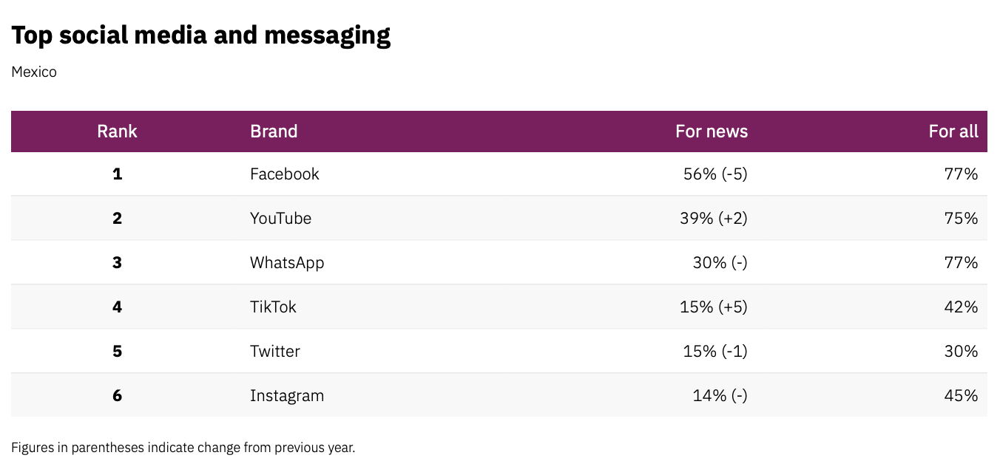 Top social media and messaging
Mexico
Rank Brand For news For all
1 Facebook 56% (-5) 77%
2 YouTube 39% (+2) 75%
3 WhatsApp 30% (-) 77%
4 TikTok 15% (+5) 42%
5 Twitter 15% (-1) 30%
6 Instagram 14% (-) 45%
Figures in parentheses indicate change from previous year.